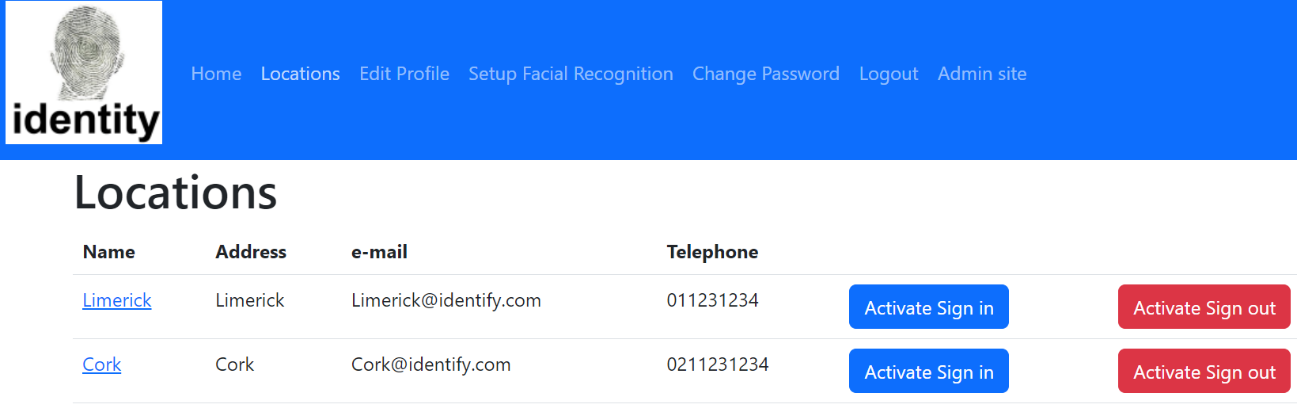 identity
Home Locations Edit Profile Setup Facial Recognition Change Password Logout Admin site
Locations
Name Address e-mail Telephone
Limerick Limerick Limerick@identify.com 011231234 Activate Sign in Activate Sign out
Cork Cork Cork@identify.com 0211231234 Activate Sign in Activate Sign out